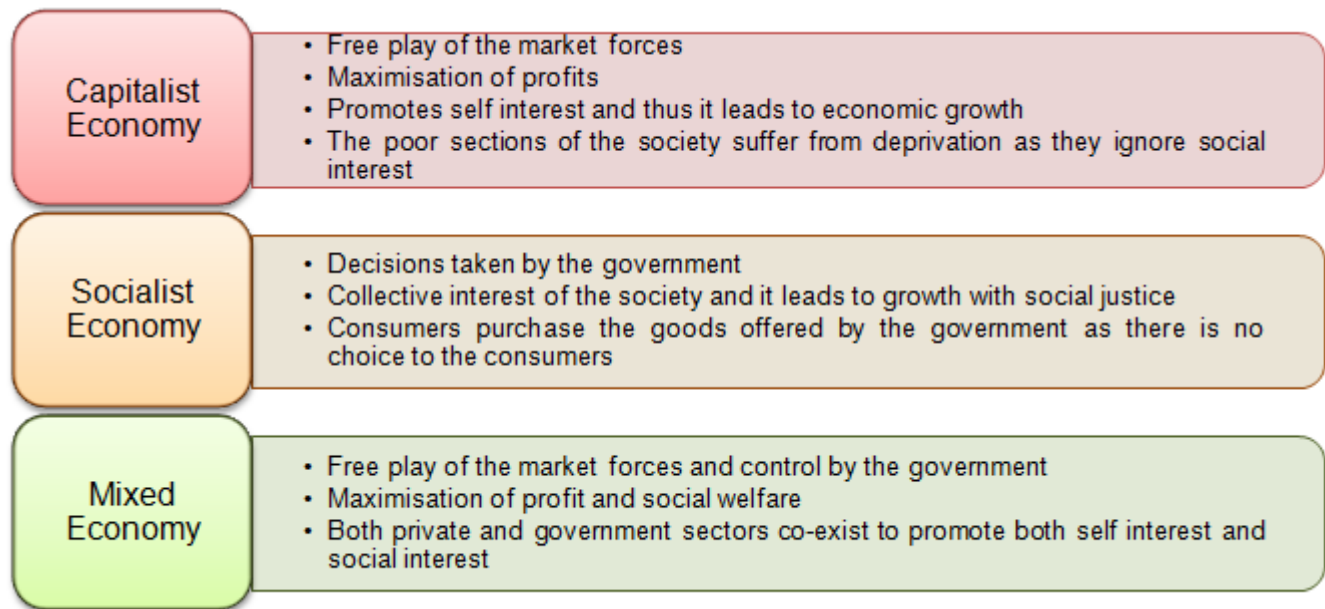 Capitalist
Economy
• Free play of the market forces
• Maximisation of profits
• Promotes self interest and thus it leads to economic growth
• The poor sections of the society suffer from deprivation as they ignore social
interest
Socialist
Economy
• Decisions taken by the government
• Collective interest of the society and it leads to growth with social justice
• Consumers purchase the goods offered by the government as there is no
choice to the consumers
Mixed
Economy
• Free play of the market forces and control by the government
• Maximisation of profit and social welfare
• Both private and government sectors co-exist to promote both self interest and
social interest